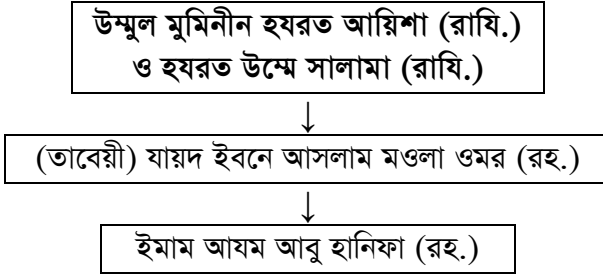 উম্মুল মুমিনীন হযরত আয়িশা (রাযি.)
ও হযরত উম্মে সালামা (রাযি.)
↓
(তাবেয়ী) যায়দ ইবনে আসলাম মওলা ওমর (রহ.)
↓
ইমাম আযম আবু হানিফা (রহ.)